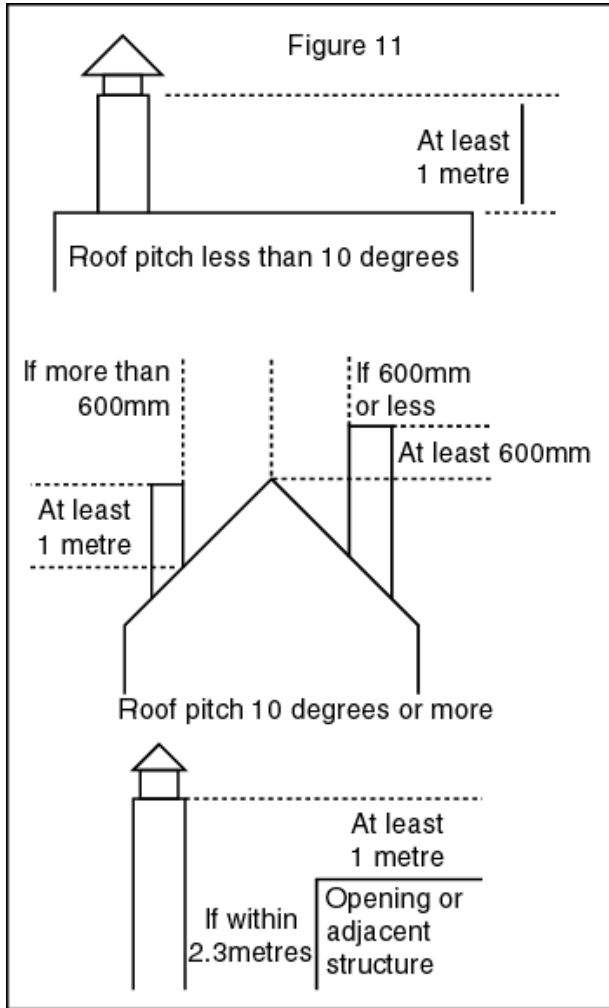 Figure 11
At least
1 metre
Roof pitch less than 10 degrees
If more than
600mm
If 600mm
or less
At least 600mm
At least
1 metre
Roof pitch 10 degrees or more
At least
1 metre
If within
2.3metres
Opening or
adjacent
structure